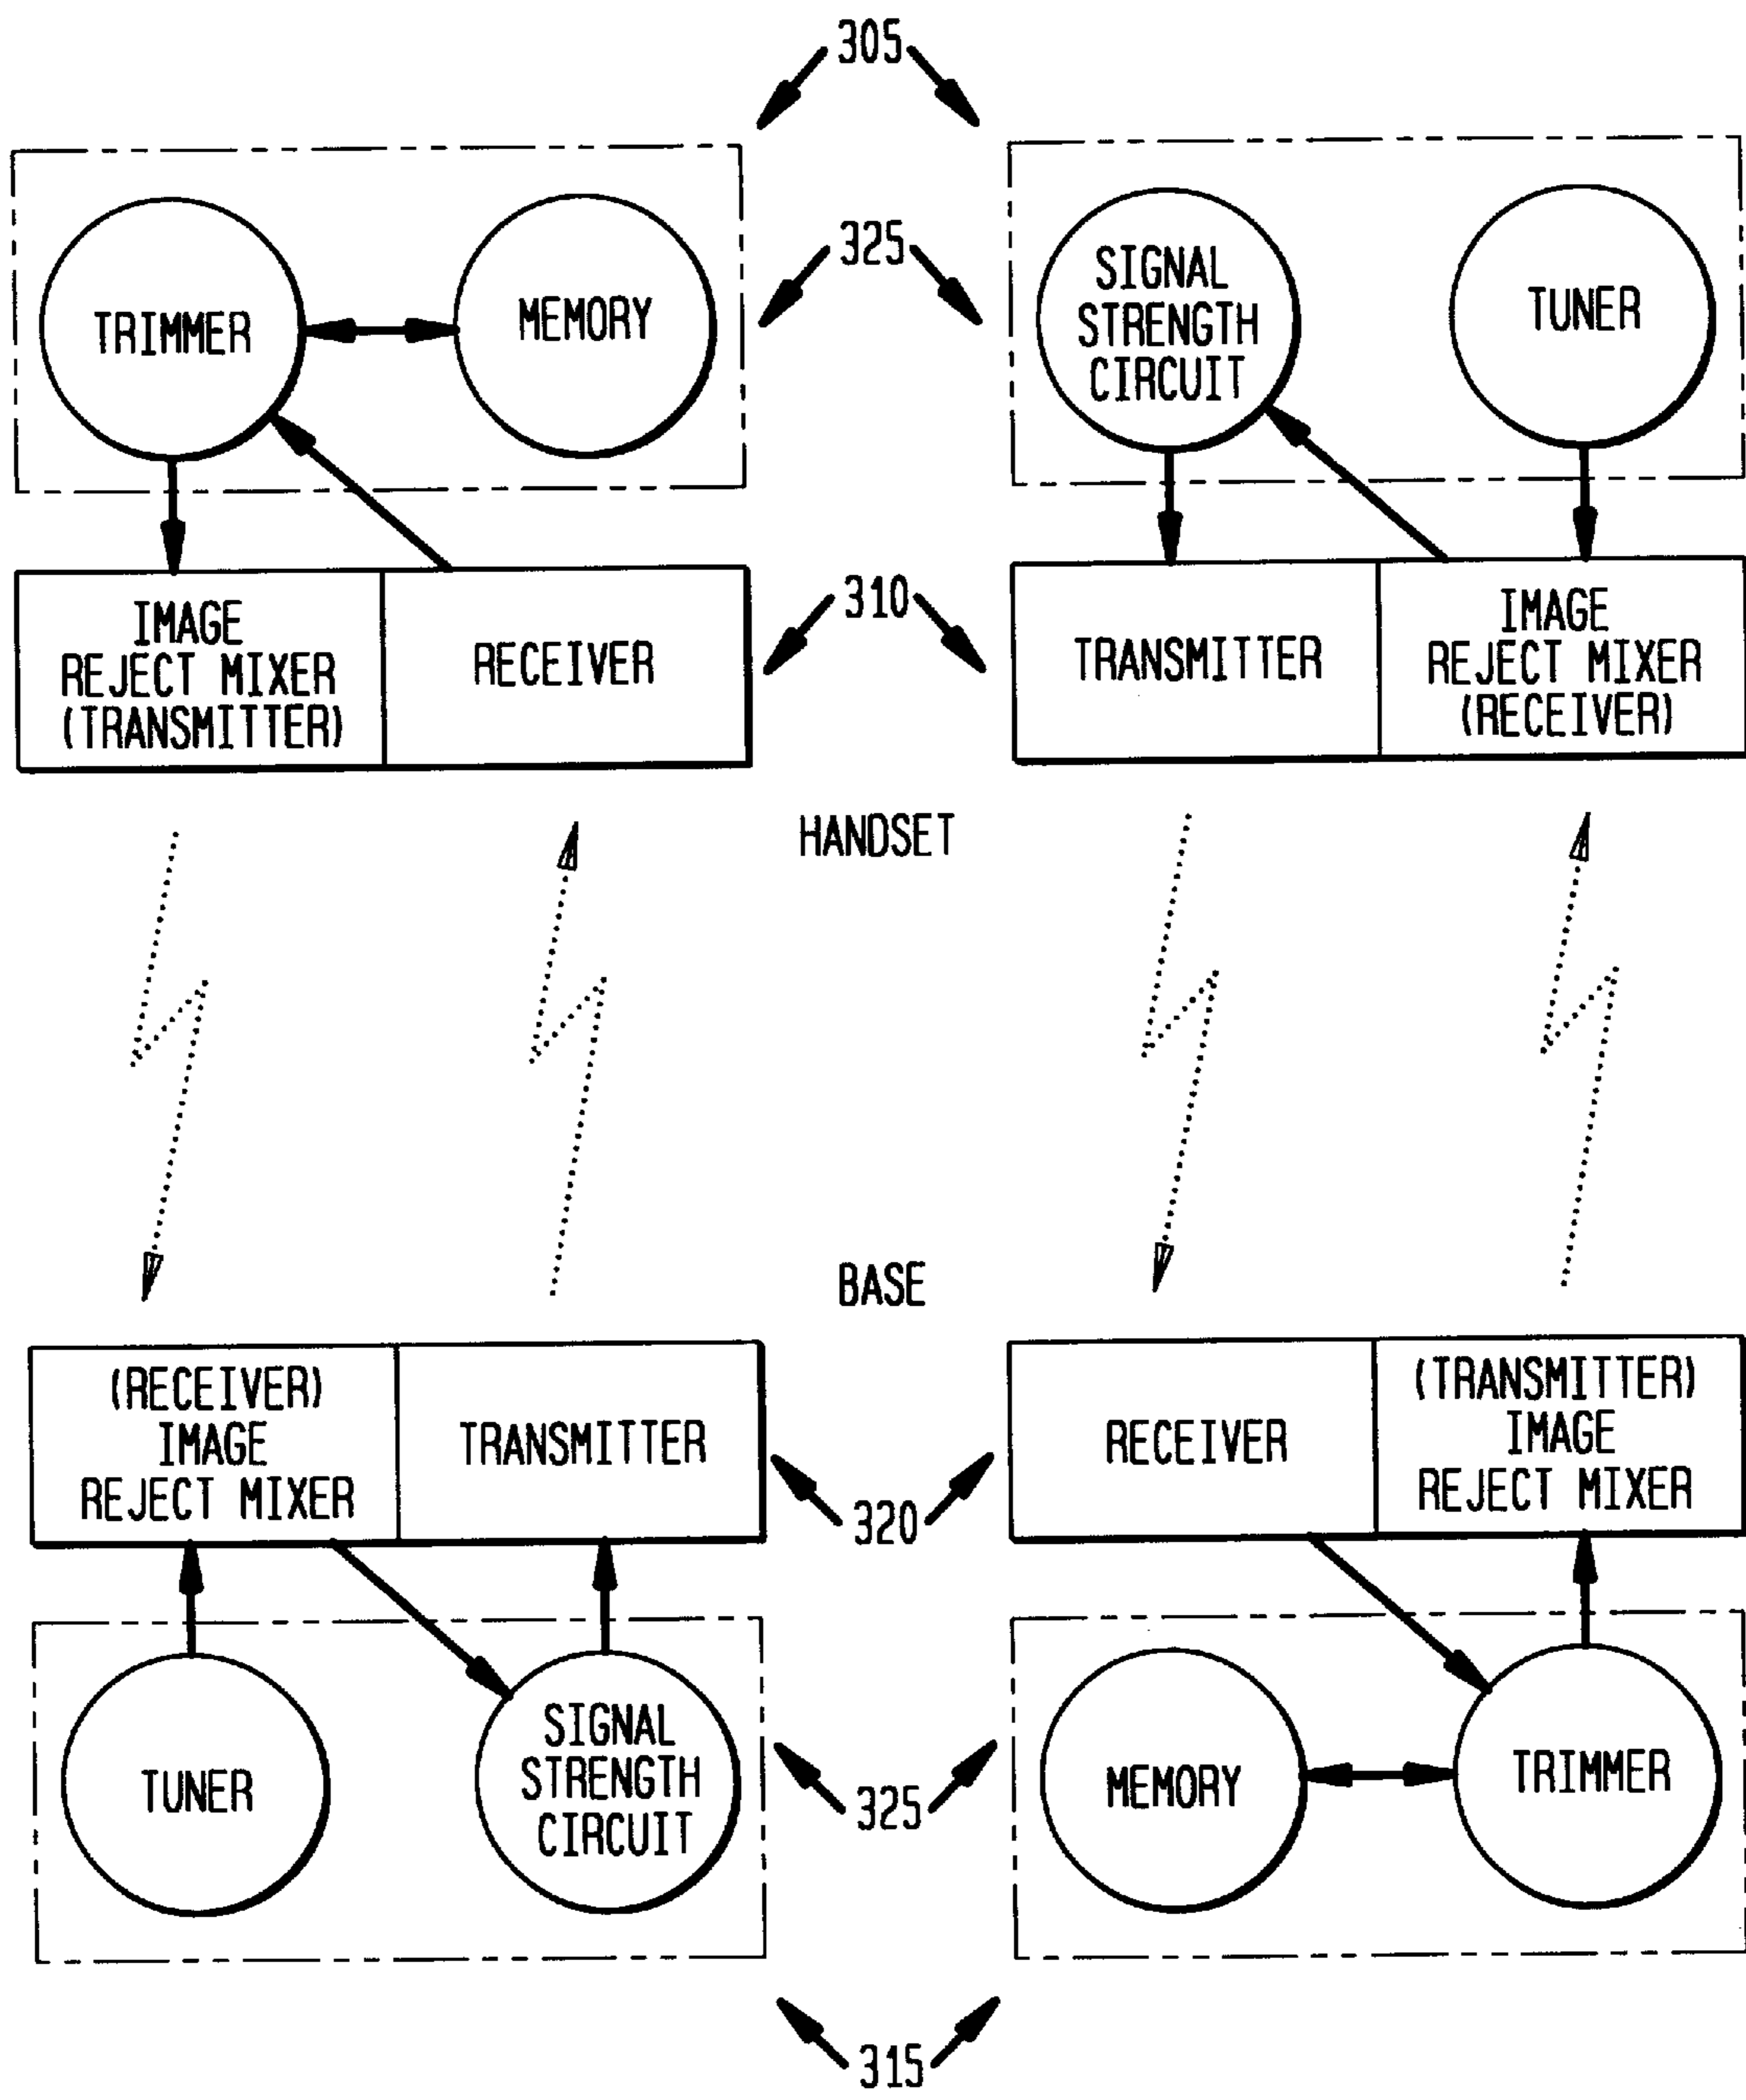 305
325
TRIMMER
MEMORY
SIGNAL
STRENGTH
CIRCUIT
TUNER
310
IMAGE
REJECT MIXER
(TRANSMITTER)
RECEIVER
TRANSMITTER
IMAGE
REJECT MIXER
(RECEIVER)
HANDSET
BASE
(RECEIVER)
IMAGE
REJECT MIXER
TRANSMITTER
RECEIVER
(TRANSMITTER)
IMAGE
REJECT MIXER
320
TUNER
SIGNAL
STRENGTH
CIRCUIT
325
MEMORY
TRIMMER
315